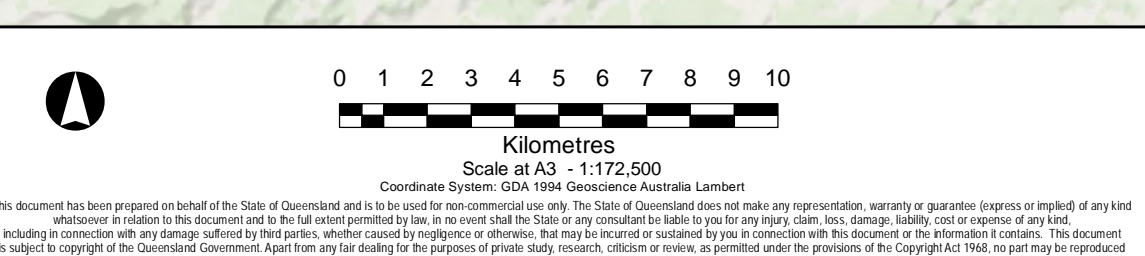 0 1 2 3 4 5 6 7 8 9 10
Kilometres
Scale at A3 - 1:172,500
Coordinate System: GDA 1994 Geoscience Australia Lambert
his document has been prepared on behalf of the State of Queensland and is to be used for non-commercial use only. The State of Queensland does not make any representation, warranty or guarantee (express or implied) of any kind
whatsoever in relation to this document and to the full extent permitted by law, in no event shall the State or any consultant be liable to you for any injury, claim, loss, damage, liability, cost or expense of any kind,
including in connection with any damage suffered by third parties, whether caused by negligence or otherwise, that may be incurred or sustained by you in connection with this document or the information it contains. This document
is subject to copyright of the Queensland Government. Apart from any fair dealing for the purposes of private study, research, criticism or review, as permitted under the provisions of the Copyright Act 1968, no part may be reproduced